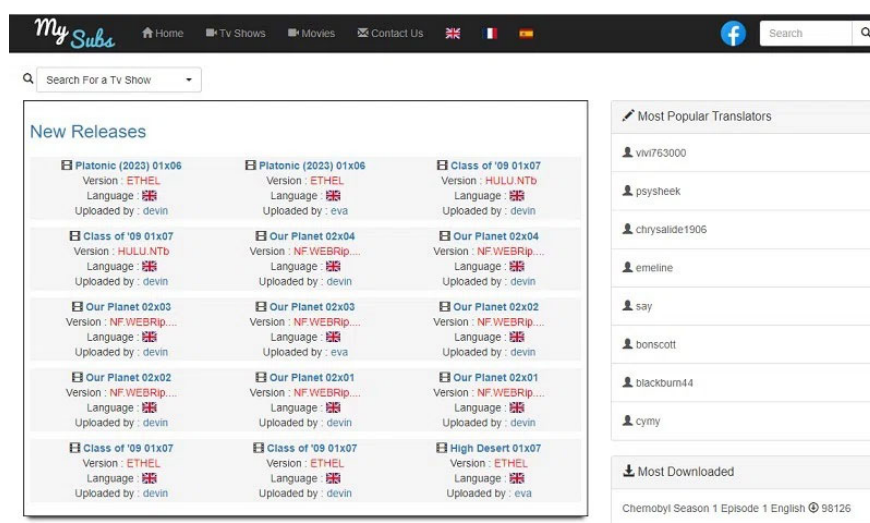 My Subs
Home
Tv Shows
Movies
Contact Us
Search
Search For a Tv Show
New Releases
Platonic (2023) 01x06
Version : ETHEL
Language :
Uploaded by : devin
Platonic (2023) 01x06
Version : ETHEL
Language :
Uploaded by : eva
Class of '09 01x07
Version : HULU.NTb
Language :
Uploaded by : devin
Class of '09 01x07
Version : HULU.NTb
Language :
Uploaded by : devin
Our Planet 02x04
Version : NF.WEBRip....
Language :
Uploaded by : devin
Our Planet 02x04
Version : NF.WEBRip....
Language :
Uploaded by : devin
Our Planet 02x03
Version : NF.WEBRip....
Language :
Uploaded by : devin
Our Planet 02x03
Version : NF.WEBRip....
Language :
Uploaded by : eva
Our Planet 02x02
Version : NF.WEBRip....
Language :
Uploaded by : devin
Our Planet 02x02
Version : NF.WEBRip....
Language :
Uploaded by : devin
Our Planet 02x01
Version : NF.WEBRip....
Language :
Uploaded by : devin
Our Planet 02x01
Version : NF.WEBRip....
Language :
Uploaded by : devin
Class of '09 01x07
Version : ETHEL
Language :
Uploaded by : devin
Class of '09 01x07
Version : ETHEL
Language :
Uploaded by : devin
High Desert 01x07
Version : ETHEL
Language :
Uploaded by : eva
Most Popular Translators
vivi763000
psysheek
chrysalide1906
emeline
say
bonscott
blackburn44
cymy
Most Downloaded
Chernobyl Season 1 Episode 1 English 98126